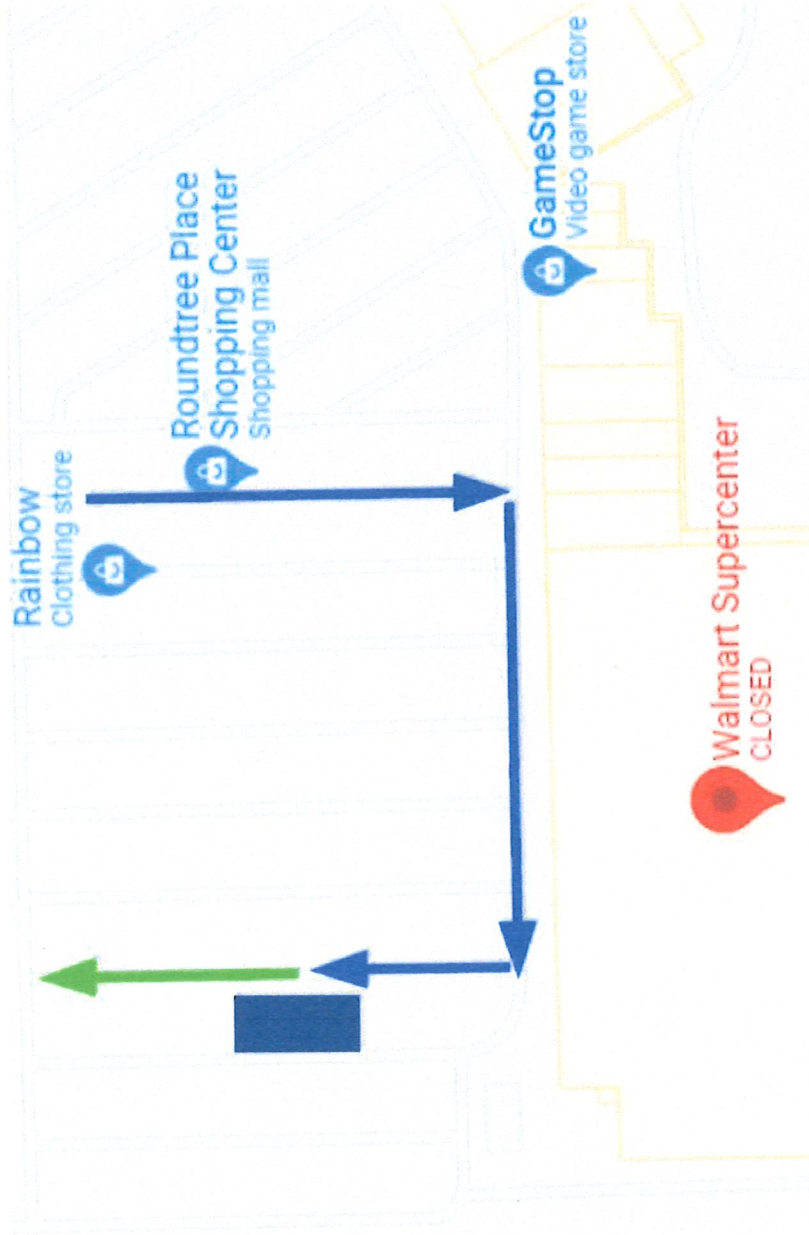 Rainbow
Clothing store
Roundtree Place
Shopping Center
Shopping mall
GameStop
Video game store
Walmart Supercenter
CLOSED